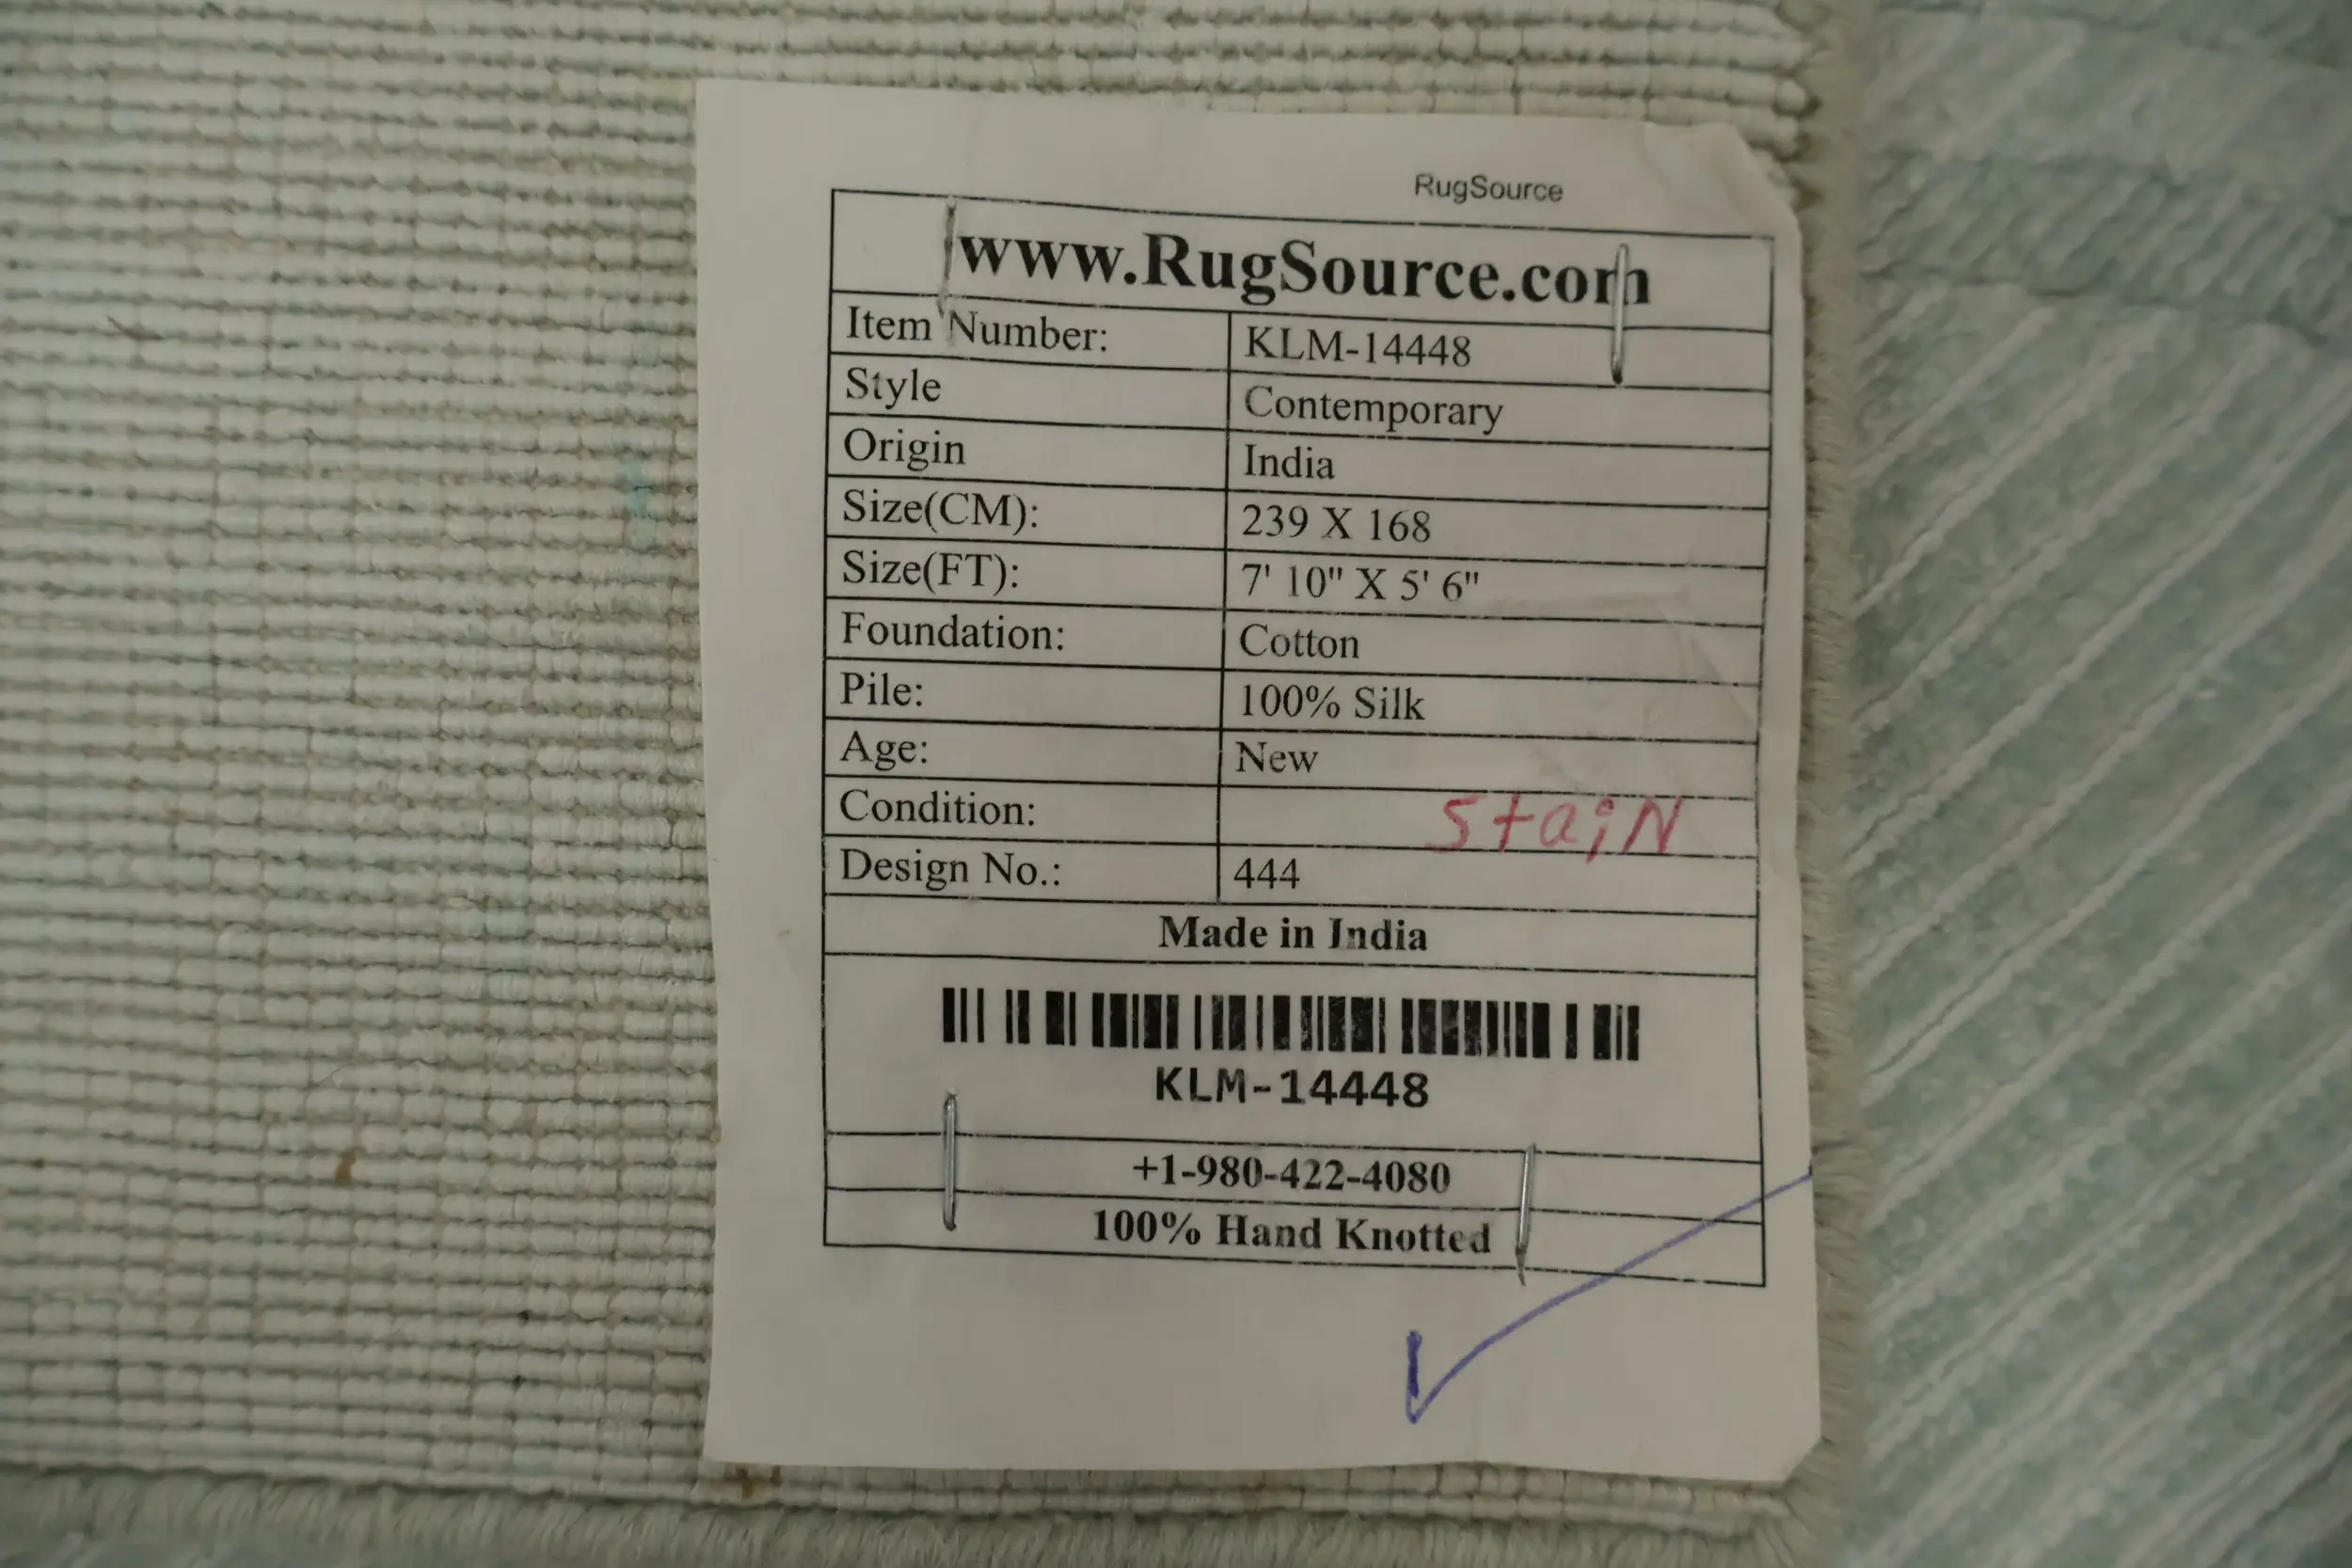 RugSource
www.RugSource.com
Item Number: KLM-14448
Style Contemporary
Origin India
Size(CM): 239 X 168
Size(FT): 7' 10" X 5' 6"
Foundation: Cotton
Pile: 100% Silk
Age: New
Condition: StaiN
Design No.: 444
Made in India
KLM-14448
+1-980-422-4080
100% Hand Knotted